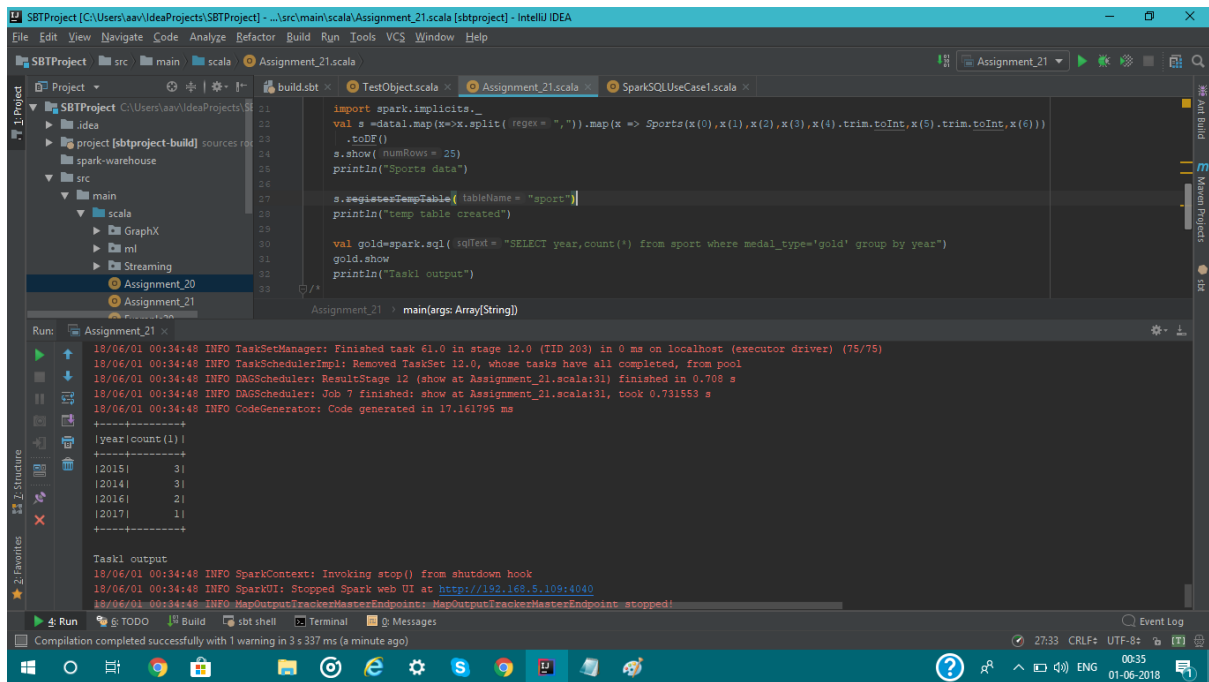 SBTProject [C:\Users\aav\IdeaProjects\SBTProject] - ...\src\main\scala\Assignment_21.scala [sbtproject] - IntelliJ IDEA
File Edit View Navigate Code Analyze Refactor Build Run Tools VCS Window Help
SBTProject src main scala Assignment_21.scala
Assignment_21
Project
build.sbt TestObject.scala Assignment_21.scala SparkSQLUseCase1.scala
1: Project
SBTProject C:\Users\aav\IdeaProjects\SE
.idea
project [sbtproject-build] sources roo
spark-warehouse
src
main
scala
GraphX
ml
Streaming
Assignment_20
Assignment_21
21 import spark.implicits._
22 val s =data1.map(x=>x.split( regex = ",")).map(x => Sports(x(0),x(1),x(2),x(3),x(4).trim.toInt,x(5).trim.toInt,x(6)))
23 .toDF()
24 s.show( numRows = 25)
25 println("Sports data")
26
27 s.registerTempTable( tableName = "sport")
28 println("temp table created")
29
30 val gold=spark.sql( sqlText = "SELECT year,count(*) from sport where medal_type='gold' group by year")
31 gold.show
32 println("Task1 output")
33 /*
Assignment_21 main(args: Array[String])
Ant Build
Maven Projects
sbt
Run: Assignment_21
18/06/01 00:34:48 INFO TaskSetManager: Finished task 61.0 in stage 12.0 (TID 203) in 0 ms on localhost (executor driver) (75/75)
18/06/01 00:34:48 INFO TaskSchedulerImpl: Removed TaskSet 12.0, whose tasks have all completed, from pool
18/06/01 00:34:48 INFO DAGScheduler: ResultStage 12 (show at Assignment_21.scala:31) finished in 0.708 s
18/06/01 00:34:48 INFO DAGScheduler: Job 7 finished: show at Assignment_21.scala:31, took 0.731553 s
18/06/01 00:34:48 INFO CodeGenerator: Code generated in 17.161795 ms
+----+--------+
|year|count(1)|
+----+--------+
|2015|       3|
|2014|       3|
|2016|       2|
|2017|       1|
+----+--------+
Task1 output
18/06/01 00:34:48 INFO SparkContext: Invoking stop() from shutdown hook
18/06/01 00:34:48 INFO SparkUI: Stopped Spark web UI at http://192.168.5.109:4040
18/06/01 00:34:48 INFO MapOutputTrackerMasterEndpoint: MapOutputTrackerMasterEndpoint stopped!
7: Structure
2: Favorites
4: Run 6: TODO Build sbt shell Terminal 0: Messages Event Log
Compilation completed successfully with 1 warning in 3 s 337 ms (a minute ago) 27:33 CRLF UTF-8
ENG
00:35
01-06-2018